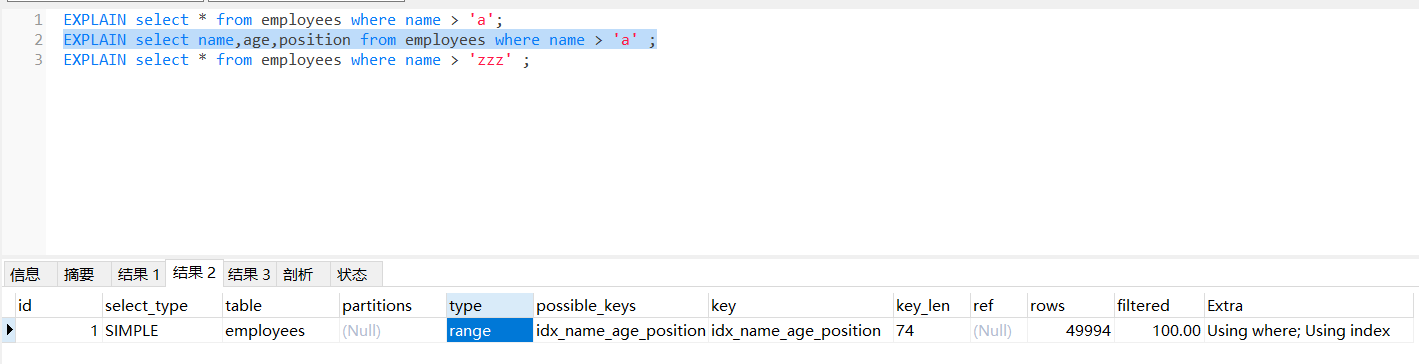 1 EXPLAIN select * from employees where name > 'a';
2 EXPLAIN select name,age,position from employees where name > 'a' ;
3 EXPLAIN select * from employees where name > 'zzz' ;
信息 摘要 结果 1 结果 2 结果 3 剖析 状态
id select_type table partitions type possible_keys key key_len ref rows filtered Extra
1 SIMPLE employees (Null) range idx_name_age_position idx_name_age_position 74 (Null) 49994 100.00 Using where; Using index